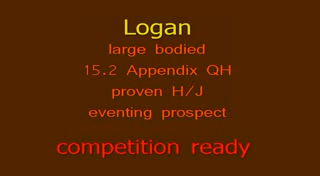 Logan
large bodied
15.2 Appendix QH
proven H/J
eventing prospect
competition ready